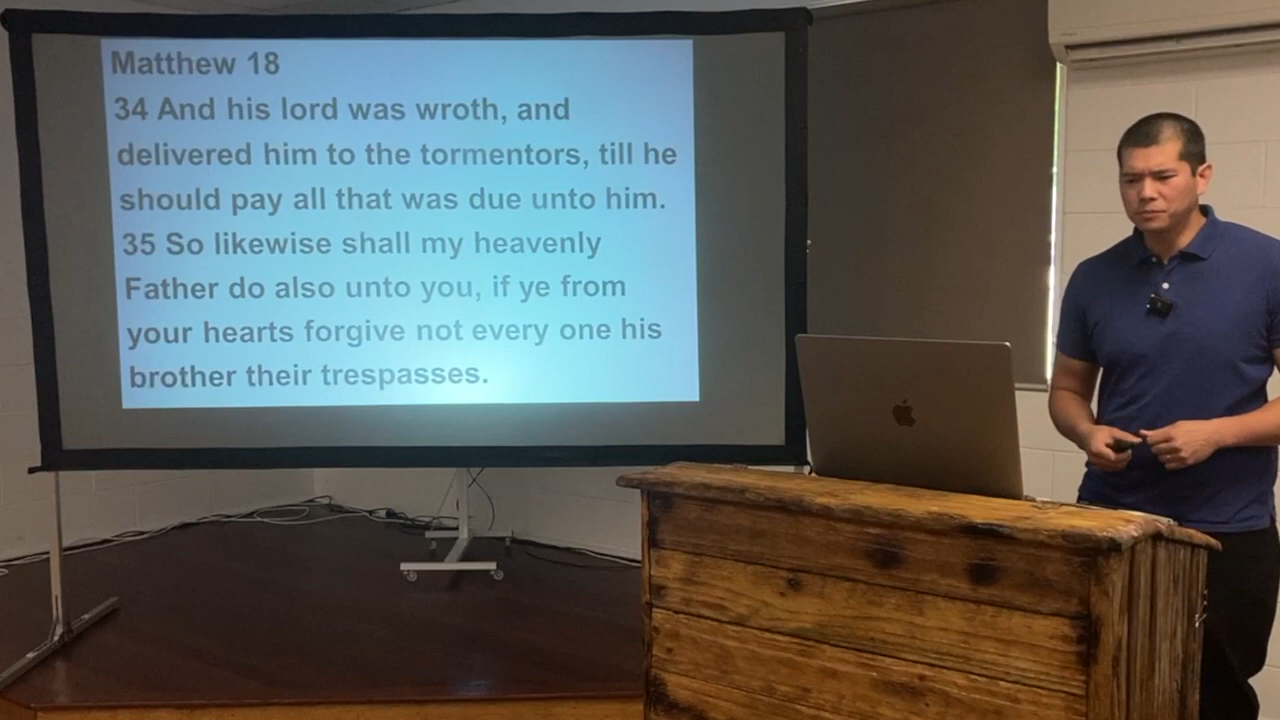 Matthew 18
34 And his lord was wroth, and
delivered him to the tormentors, till he
should pay all that was due unto him.
35 So likewise shall my heavenly
Father do also unto you, if ye from
your hearts forgive not every one his
brother their trespasses.